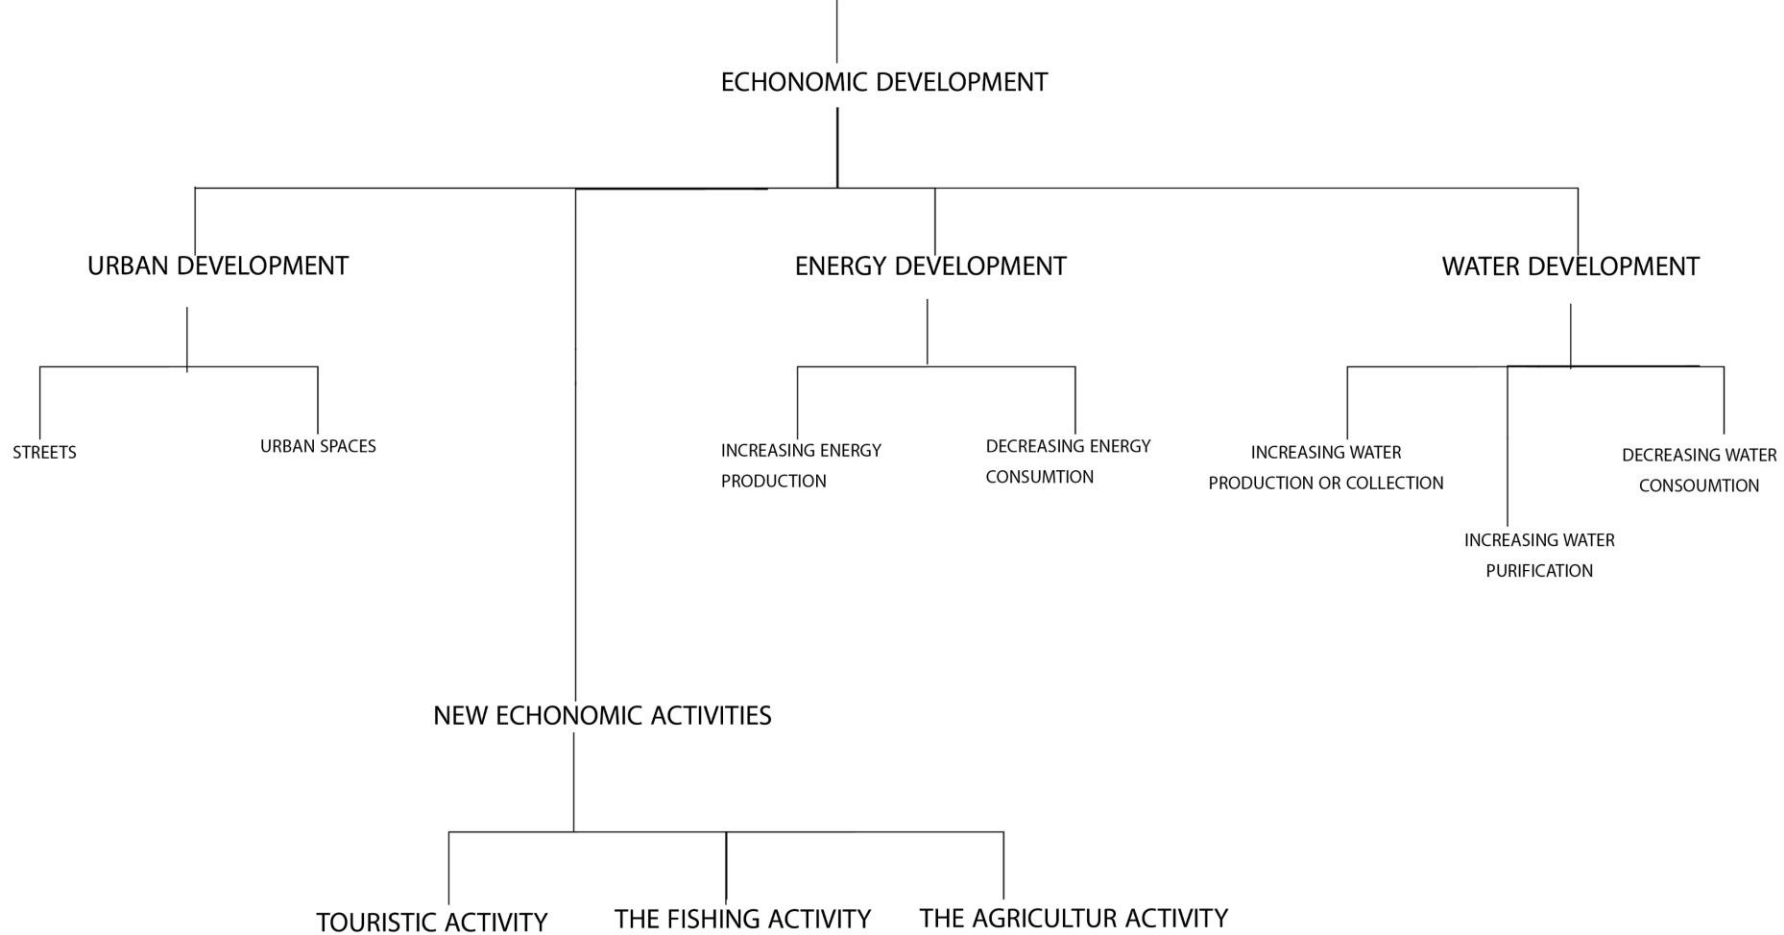 ECHONOMIC DEVELOPMENT
URBAN DEVELOPMENT
ENERGY DEVELOPMENT
WATER DEVELOPMENT
STREETS
URBAN SPACES
INCREASING ENERGY
PRODUCTION
DECREASING ENERGY
CONSUMTION
INCREASING WATER
PRODUCTION OR COLLECTION
DECREASING WATER
CONSOUMTION
INCREASING WATER
PURIFICATION
NEW ECHONOMIC ACTIVITIES
TOURISTIC ACTIVITY
THE FISHING ACTIVITY
THE AGRICULTUR ACTIVITY